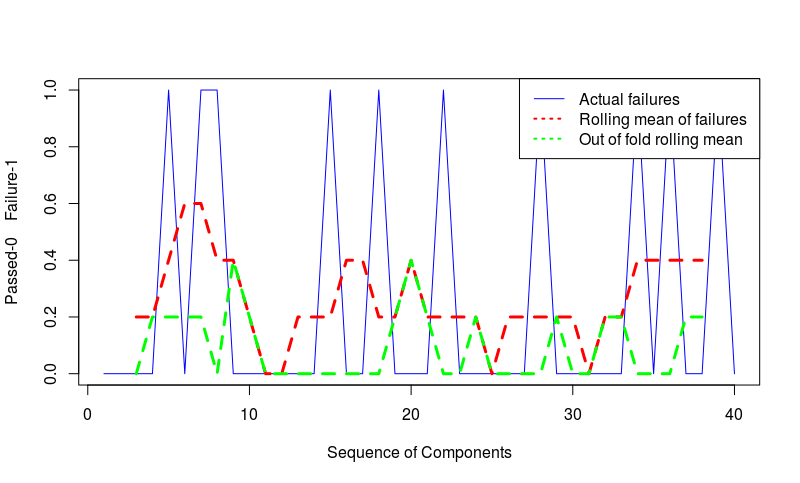 Actual failures
Rolling mean of failures
Out of fold rolling mean
Passed-0 Failure-1
1.0
0.8
0.6
0.4
0.2
0.0
0 10 20 30 40
Sequence of Components